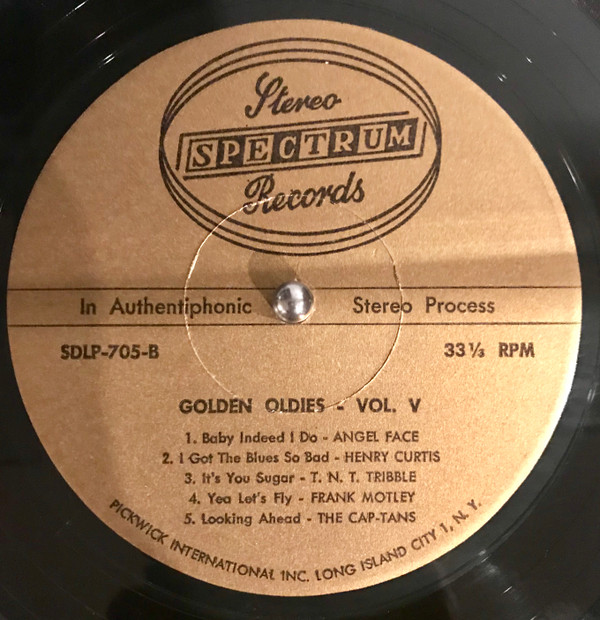 Stereo
SPECTRUM
Records
In Authentiphonic Stereo Process
SDLP-705-B 33⅓ RPM
GOLDEN OLDIES - VOL. V
1. Baby Indeed I Do - ANGEL FACE
2. I Got The Blues So Bad - HENRY CURTIS
3. It's You Sugar - T. N. T. TRIBBLE
4. Yea Let's Fly - FRANK MOTLEY
5. Looking Ahead - THE CAP-TANS
PICKWICK INTERNATIONAL INC. LONG ISLAND CITY 1, N. Y.